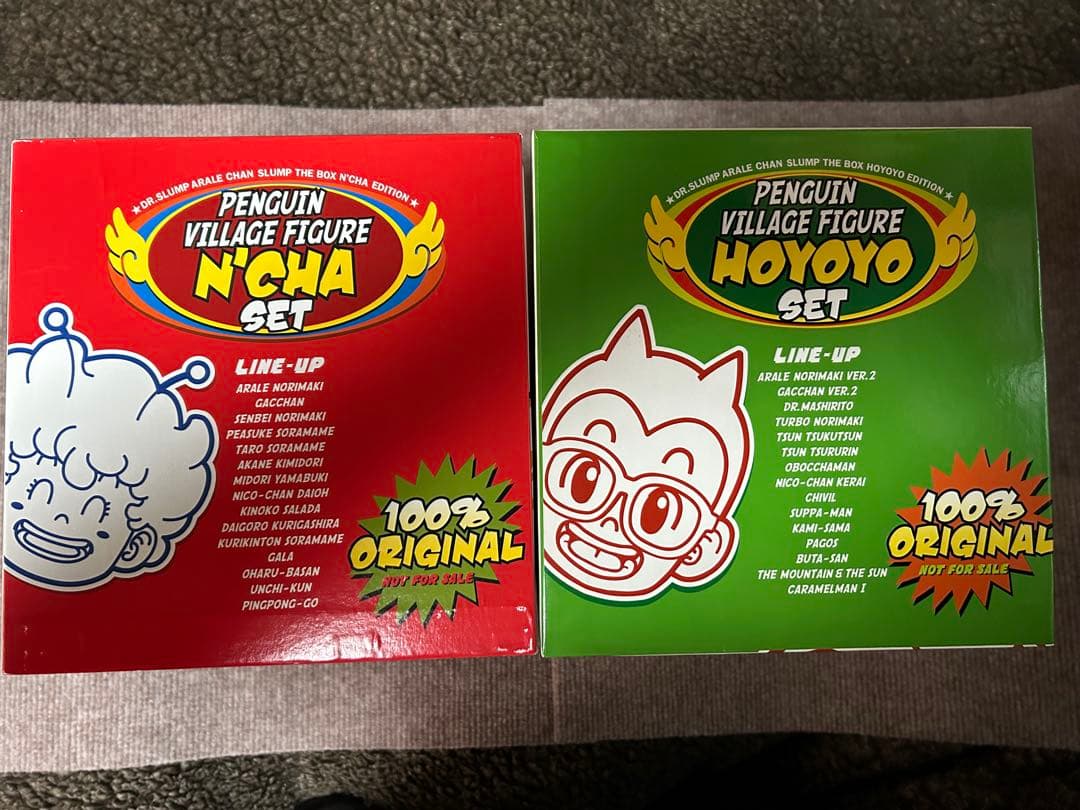 ★DR.SLUMP ARALE CHAN SLUMP THE BOX N'CHA EDITION★
PENGUIN
VILLAGE FIGURE
N'CHA
SET
LINE-UP
ARALE NORIMAKI
GACCHAN
SENBEI NORIMAKI
PEASUKE SORAMAME
TARO SORAMAME
AKANE KIMIDORI
MIDORI YAMABUKI
NICO-CHAN DAIOH
KINOKO SALADA
DAIGORO KURIGASHIRA
KURIKINTON SORAMAME
GALA
OHARU-BASAN
UNCHI-KUN
PINGPONG-GO
100%
ORIGINAL
NOT FOR SALE
★DR.SLUMP ARALE CHAN SLUMP THE BOX HOYOYO EDITION★
PENGUIN
VILLAGE FIGURE
HOYOYO
SET
LINE-UP
ARALE NORIMAKI VER.2
GACCHAN VER.2
DR.MASHIRITO
TURBO NORIMAKI
TSUN TSUKUTSUN
TSUN TSURURIN
OBOCCHAMAN
NICO-CHAN KERAI
CHIVIL
SUPPA-MAN
KAMI-SAMA
PAGOS
BUTA-SAN
THE MOUNTAIN & THE SUN
CARAMELMAN I
100%
ORIGINAL
NOT FOR SALE